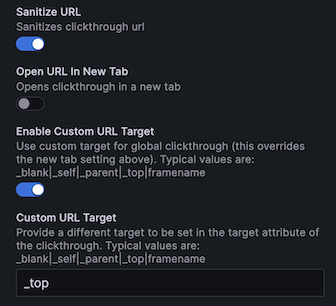 Sanitize URL
Sanitizes clickthrough url
Open URL In New Tab
Opens clickthrough in a new tab
Enable Custom URL Target
Use custom target for global clickthrough (this overrides
the new tab setting above). Typical values are:
_blank|_self|_parent|_top|framename
Custom URL Target
Provide a different target to be set in the target attribute of
the clickthrough. Typical values are:
_blank|_self|_parent|_top|framename
_top